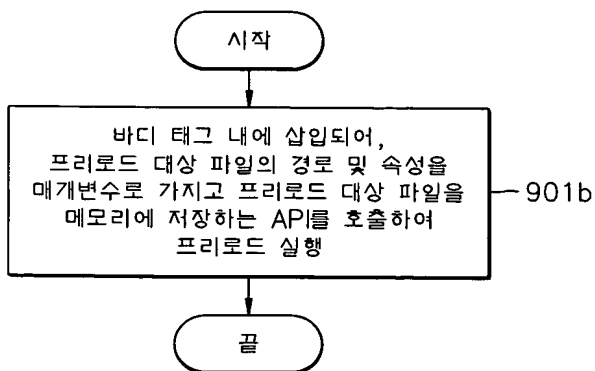 시작
바디 태그 내에 삽입되어,
프리로드 대상 파일의 경로 및 속성을
매개변수로 가지고 프리로드 대상 파일을
메모리에 저장하는 API를 호출하여
프리로드 실행
901b
끝